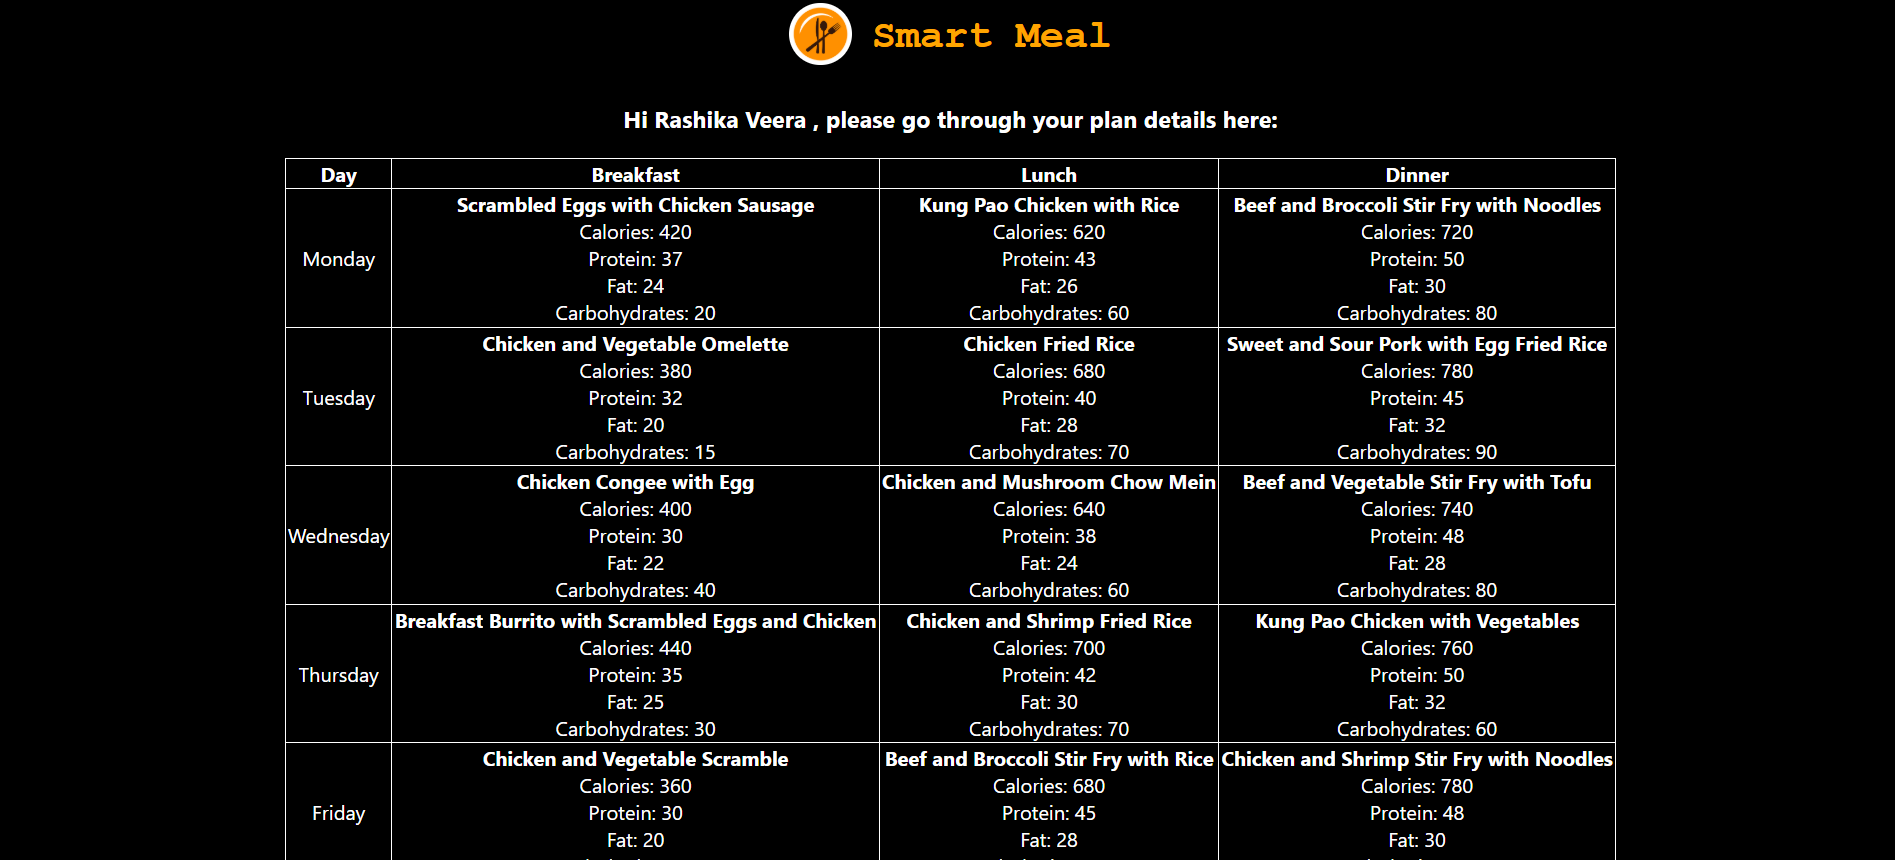 Smart Meal
Hi Rashika Veera , please go through your plan details here:
Day Breakfast Lunch Dinner
Monday
Scrambled Eggs with Chicken Sausage
Calories: 420
Protein: 37
Fat: 24
Carbohydrates: 20
Kung Pao Chicken with Rice
Calories: 620
Protein: 43
Fat: 26
Carbohydrates: 60
Beef and Broccoli Stir Fry with Noodles
Calories: 720
Protein: 50
Fat: 30
Carbohydrates: 80
Tuesday
Chicken and Vegetable Omelette
Calories: 380
Protein: 32
Fat: 20
Carbohydrates: 15
Chicken Fried Rice
Calories: 680
Protein: 40
Fat: 28
Carbohydrates: 70
Sweet and Sour Pork with Egg Fried Rice
Calories: 780
Protein: 45
Fat: 32
Carbohydrates: 90
Wednesday
Chicken Congee with Egg
Calories: 400
Protein: 30
Fat: 22
Carbohydrates: 40
Chicken and Mushroom Chow Mein
Calories: 640
Protein: 38
Fat: 24
Carbohydrates: 60
Beef and Vegetable Stir Fry with Tofu
Calories: 740
Protein: 48
Fat: 28
Carbohydrates: 80
Thursday
Breakfast Burrito with Scrambled Eggs and Chicken
Calories: 440
Protein: 35
Fat: 25
Carbohydrates: 30
Chicken and Shrimp Fried Rice
Calories: 700
Protein: 42
Fat: 30
Carbohydrates: 70
Kung Pao Chicken with Vegetables
Calories: 760
Protein: 50
Fat: 32
Carbohydrates: 60
Friday
Chicken and Vegetable Scramble
Calories: 360
Protein: 30
Fat: 20
Beef and Broccoli Stir Fry with Rice
Calories: 680
Protein: 45
Fat: 28
Chicken and Shrimp Stir Fry with Noodles
Calories: 780
Protein: 48
Fat: 30